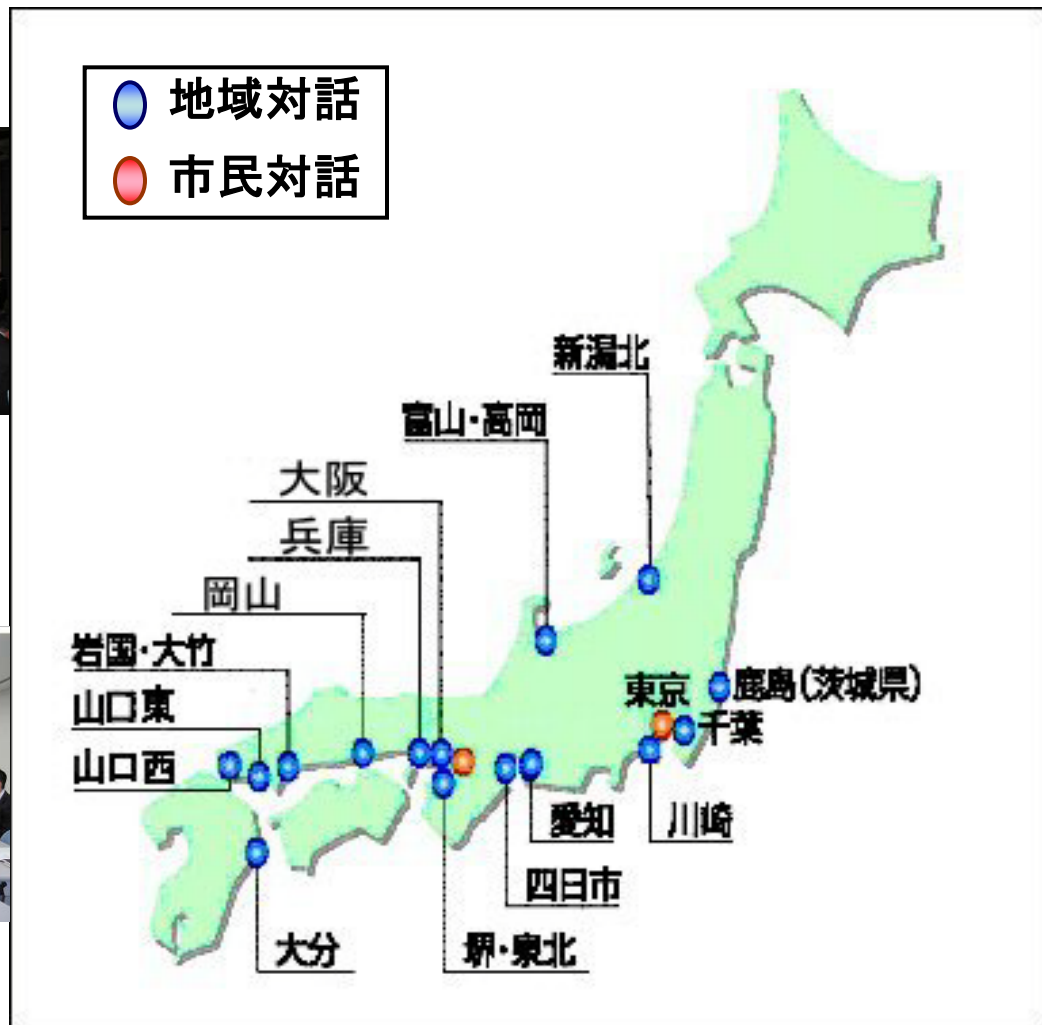 地域対話
市民対話
新潟北
富山・高岡
大阪
兵庫
岡山
岩国・大竹
山口東
山口西
東京
鹿島(茨城県)
千葉
愛知
川崎
四日市
大分
堺・泉北